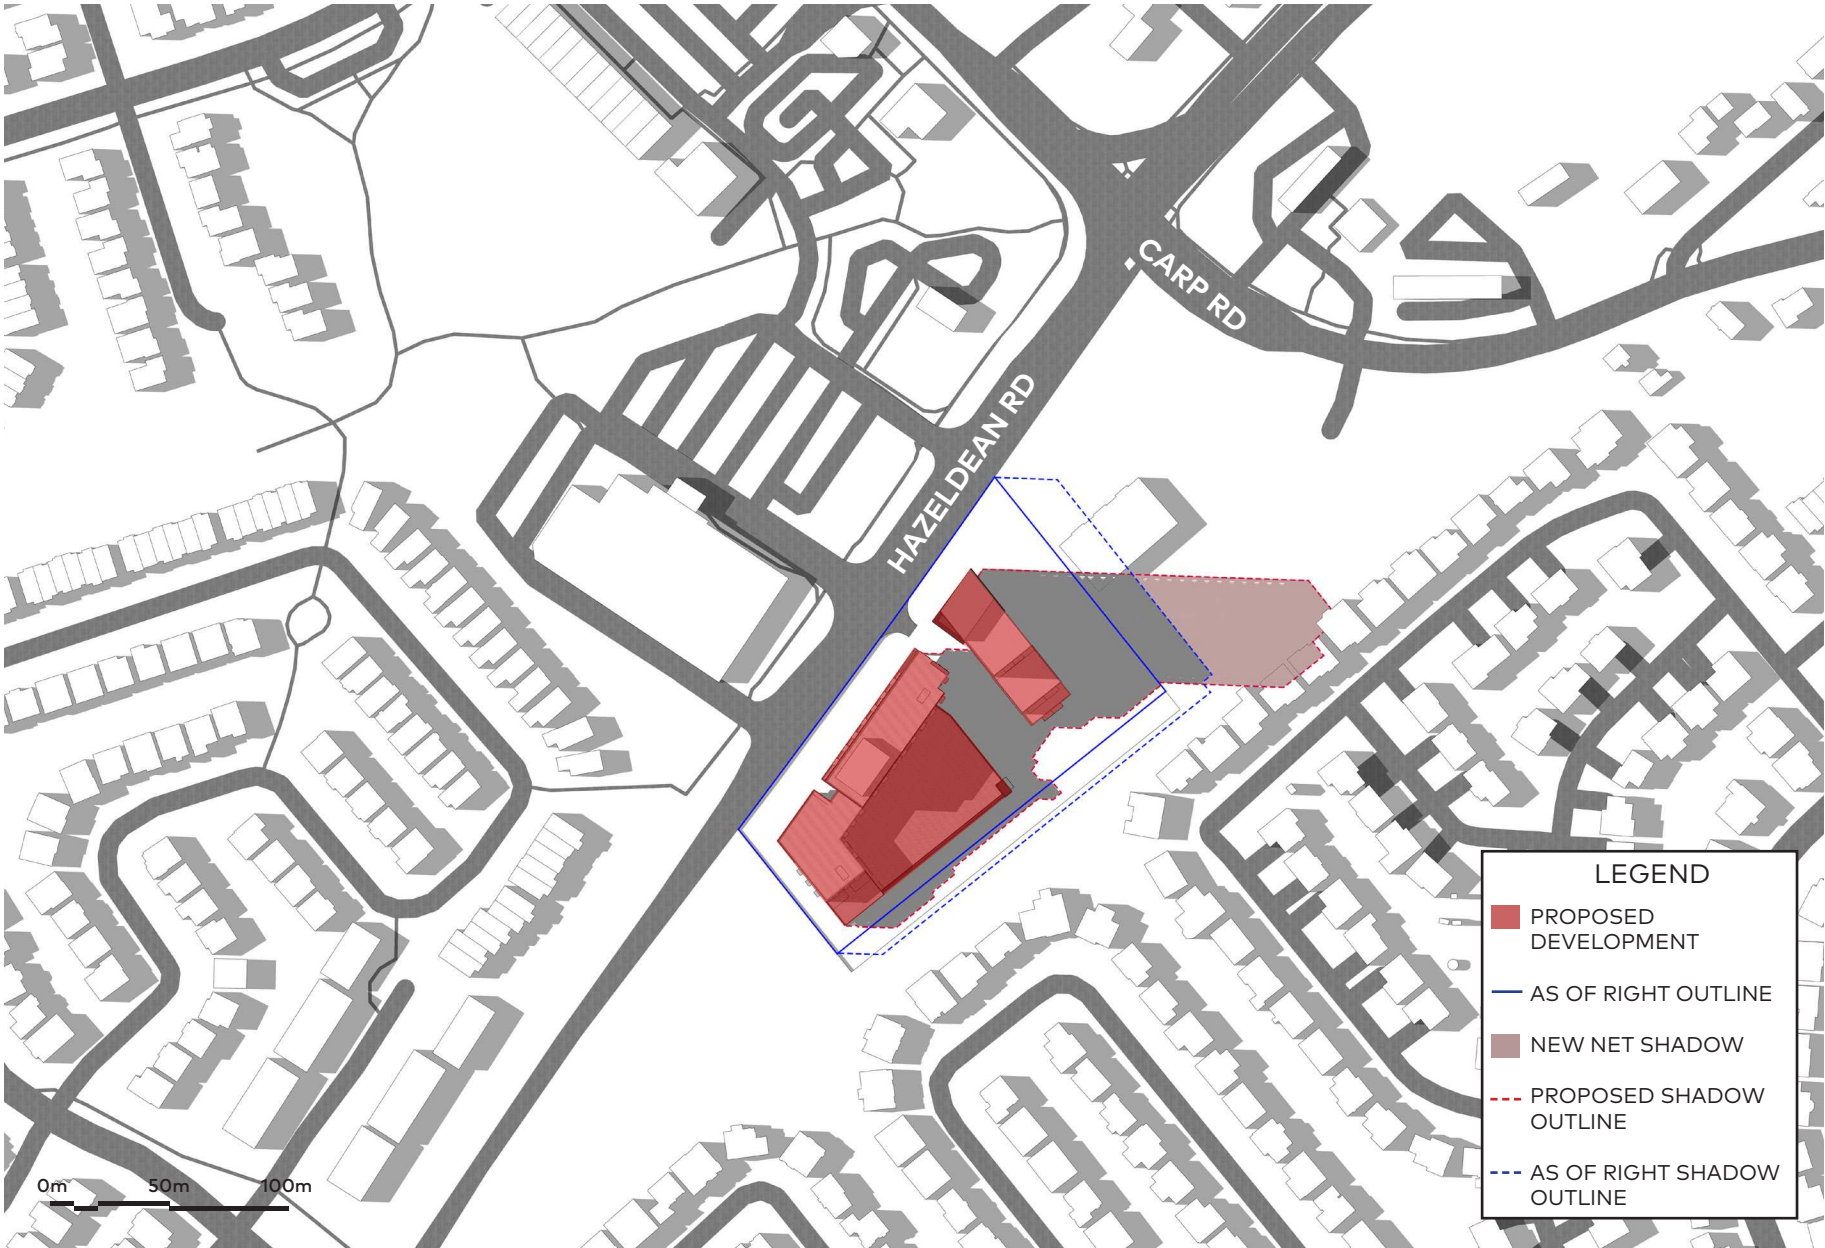 CARP RD
HAZELDEAN RD
LEGEND
PROPOSED
DEVELOPMENT
AS OF RIGHT OUTLINE
NEW NET SHADOW
PROPOSED SHADOW
OUTLINE
AS OF RIGHT SHADOW
OUTLINE
0m 50m 100m